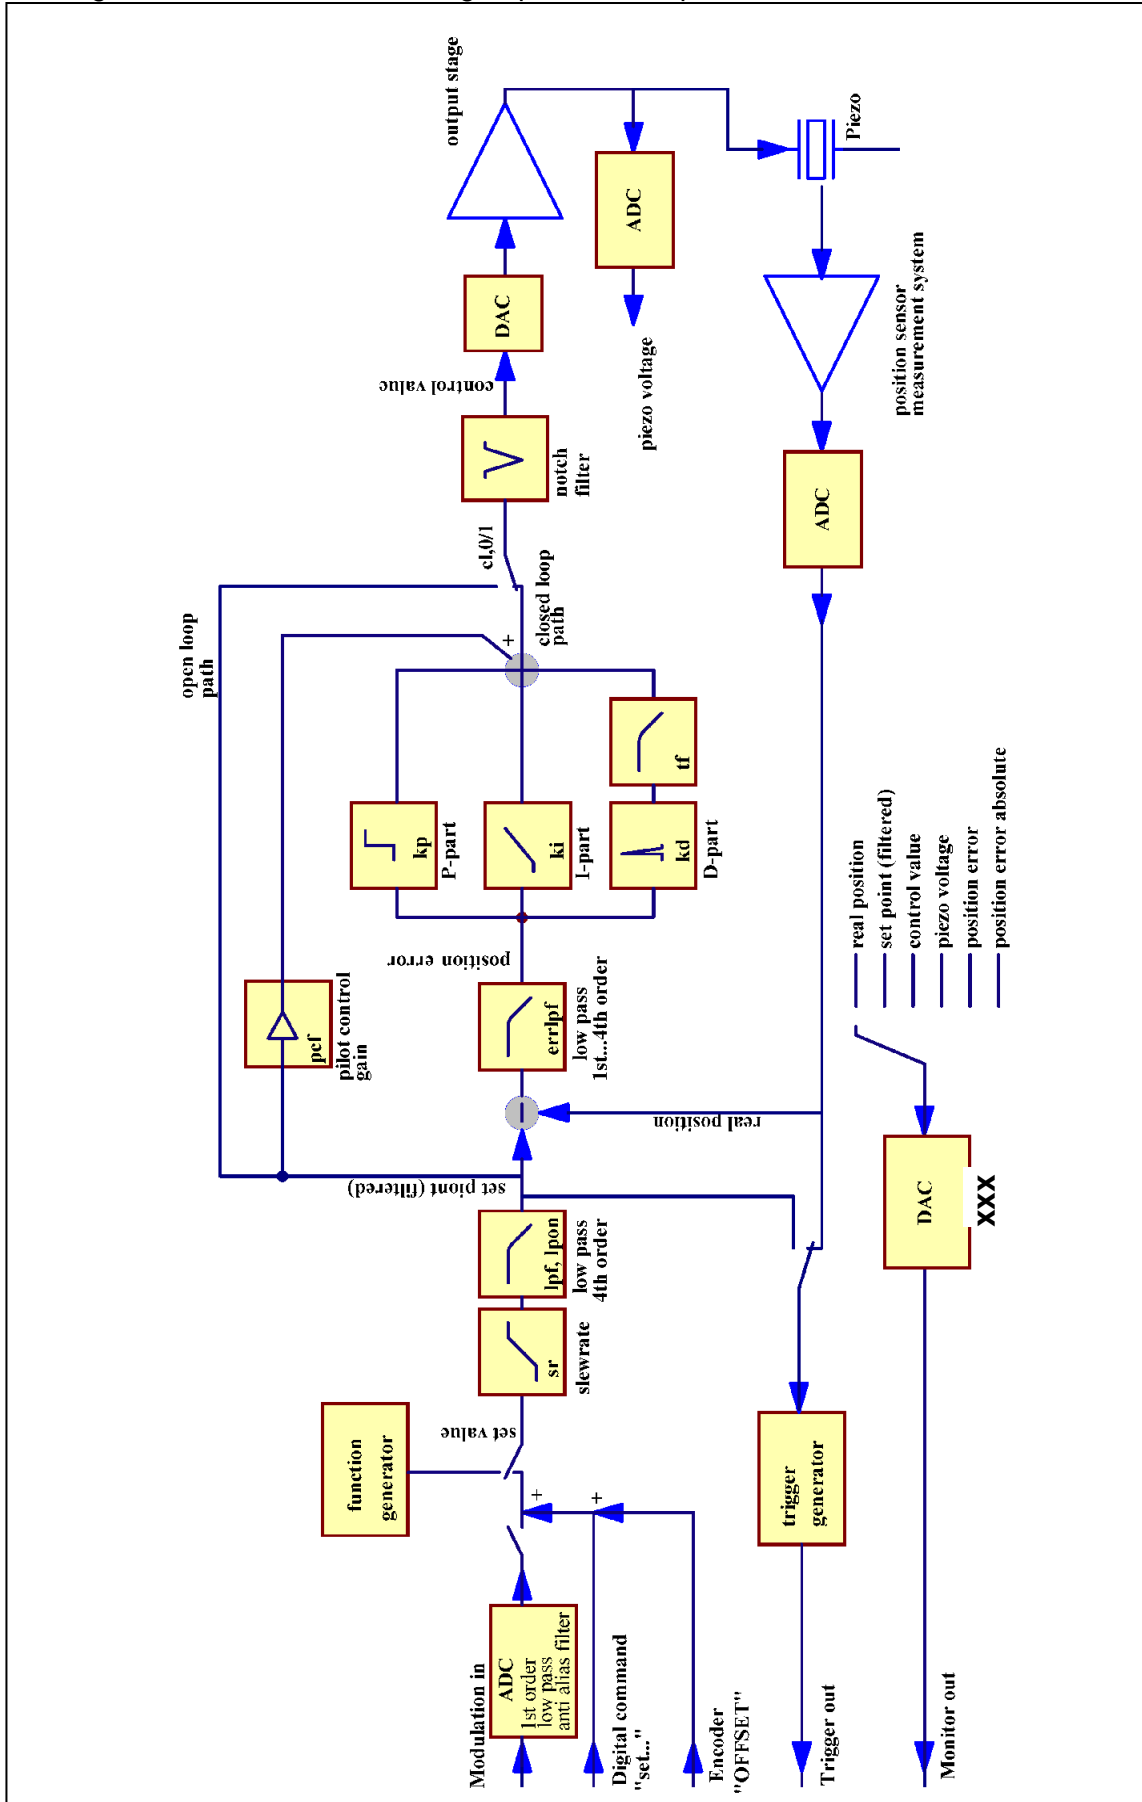 output stage
Piezo
ADC
DAC
control value
piezo voltage
position sensor
measurement system
notch
filter
ADC
cl,0/1
closed loop
path
+
open loop
path
tf
kp
P-part
ki
I-part
kd
D-part
position error
pcf
pilot control
gain
errlpf
low pass
1st...4th order
real position
real position
set point (filtered)
control value
piezo voltage
position error
position error absolute
set piont (filtered)
lpf, lpon
low pass
4th order
DAC
XXX
sr
slewrate
set value
function
generator
+
+
trigger
generator
Modulation in
ADC
1st order
low pass
anti alias filter
Digital command
"set..."
Encoder
"OFFSET"
Trigger out
Monitor out